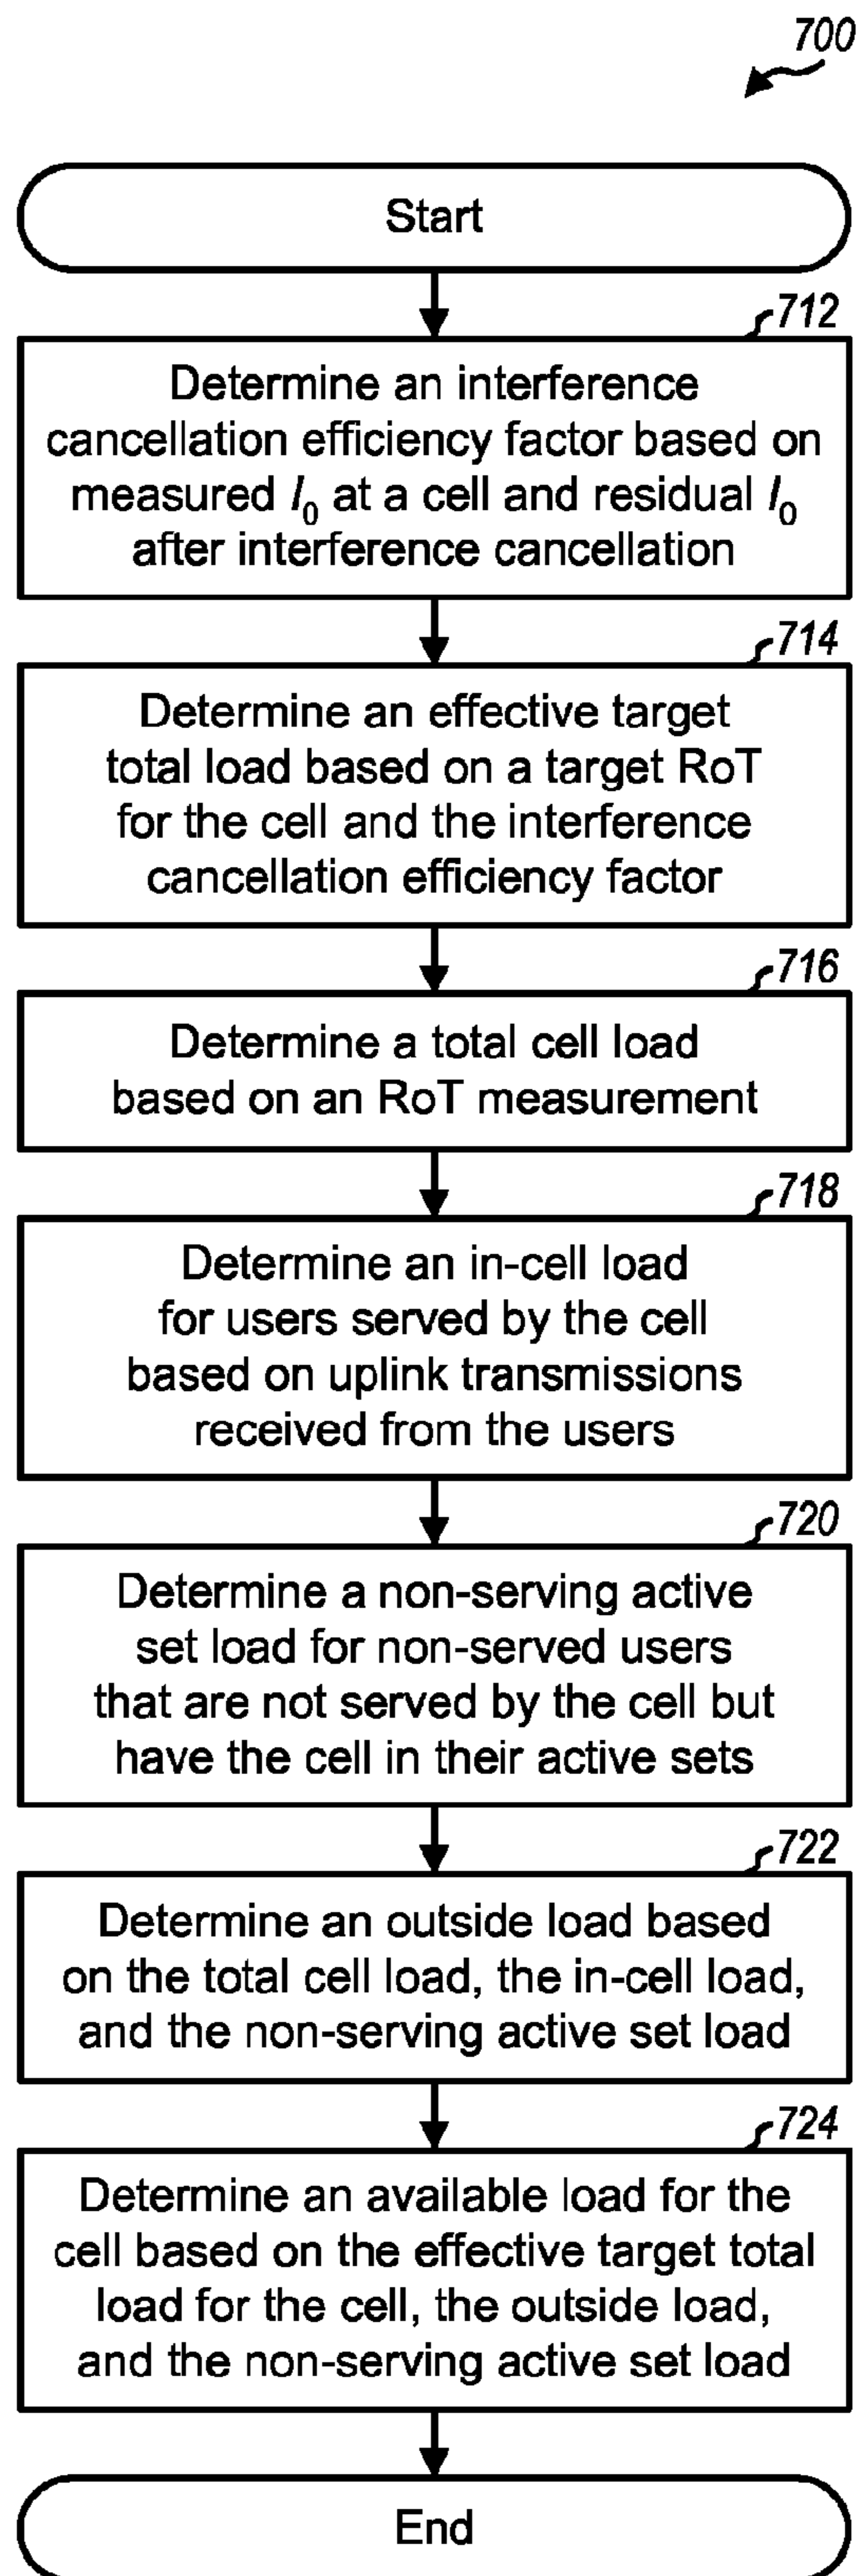 700
Start
712
Determine an interference
cancellation efficiency factor based on
measured I0 at a cell and residual I0
after interference cancellation
714
Determine an effective target
total load based on a target RoT
for the cell and the interference
cancellation efficiency factor
716
Determine a total cell load
based on an RoT measurement
718
Determine an in-cell load
for users served by the cell
based on uplink transmissions
received from the users
720
Determine a non-serving active
set load for non-served users
that are not served by the cell but
have the cell in their active sets
722
Determine an outside load based
on the total cell load, the in-cell load,
and the non-serving active set load
724
Determine an available load for the
cell based on the effective target total
load for the cell, the outside load,
and the non-serving active set load
End